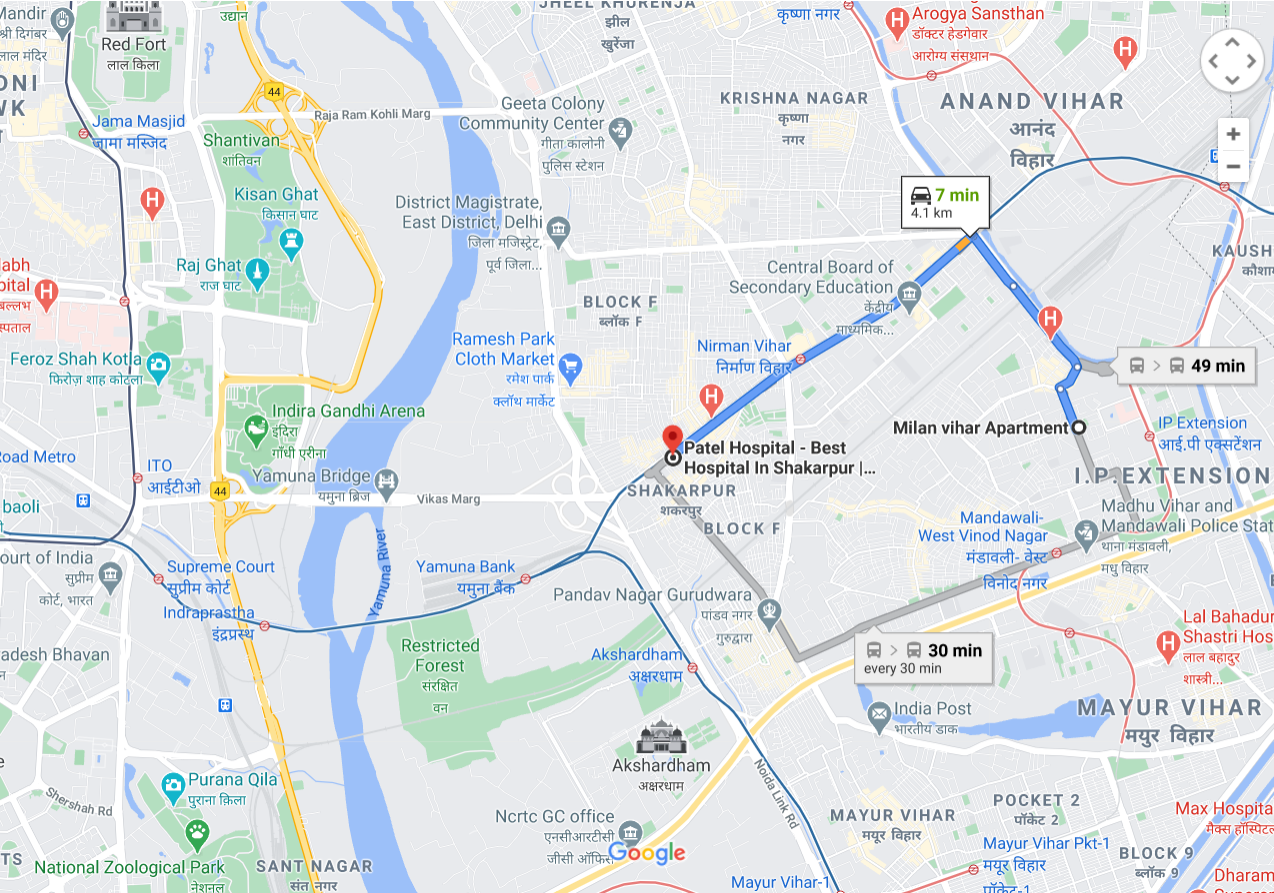 Mandir
श्री दिगंबर
लाल मंदिर
उद्यान
Red Fort
लाल किला
JHEEL KHURENJA
झील
खुरेंजा
कृष्णा नगर
Arogya Sansthan
डॉक्टर हेडगेवार
आरोग्य संस्थान
44
Raja Ram Kohli Marg
Jama Masjid
जामा मस्जिद
Shantivan
शांतिवन
Kisan Ghat
किसान घाट
Raj Ghat
राज घाट
Geeta Colony
Community Center
गीता कालोनी
पुलिस स्टेशन
KRISHNA NAGAR
कृष्णा
नगर
ANAND VIHAR
आनंद
विहार
District Magistrate,
East District, Delhi
जिला मजिस्ट्रेट,
पूर्व जिला...
7 min
4.1 km
KAUSH
Central Board of
Secondary Education
केंद्रीय
माध्यमिक...
BLOCK F
ब्लॉक F
Feroz Shah Kotla
फिरोज़ शाह कोटला
Ramesh Park
Cloth Market
रमेश पार्क
क्लॉथ मार्केट
Nirman Vihar
निर्माण विहार
49 min
Indira Gandhi Arena
इंदिरा
गाँधी एरीना
Milan vihar Apartment
IP Extension
आई.पी एक्सटेंशन
Patel Hospital - Best
Hospital In Shakarpur |...
Road Metro
ITO
आईटीओ
44
Yamuna Bridge
यमुना ब्रिज
Vikas Marg
SHAKARPUR
शकरपुर
I.P.EXTENSION
BLOCK F
Madhu Vihar and
Mandawali Police Stat
थाना मंडावली,
मधु विहार
Mandawali-
West Vinod Nagar
मंडावली- वेस्ट
विनोद नगर
baoli
ourt of India
सुप्रीम
कोर्ट, भारत
Supreme Court
सुप्रीम कोर्ट
Indraprastha
इंद्रप्रस्थ
Yamuna River
Yamuna Bank
यमुना बैंक
Pandav Nagar Gurudwara
पांडव नगर
गुरुद्वारा
Lal Bahadur
Shastri Hos
लाल बहादुर
शास्त्री...
adesh Bhavan
Restricted
Forest
संरक्षित
वन
Akshardham
अक्षरधाम
30 min
every 30 min
India Post
भारतीय डाक
MAYUR VIHAR
मयुर विहार
Akshardham
अक्षरधाम
Noida Link Rd
Purana Qila
पुराना क़िला
Shershah Rd
Ncrtc GC office
एनसीआरटीसी
जीसी ऑफिस
Google
MAYUR VIHAR
मयूर विहार
POCKET 2
पॉकेट 2
Max Hospita
मैक्स हॉस्पिटल
Mayur Vihar Pkt-1
मयूर विहार
पॉकेट-1
BLOCK 9
ब्लॉक 9
National Zoological Park
नेशनल
SANT NAGAR
संत नगर
Mayur Vihar-1
Dharam